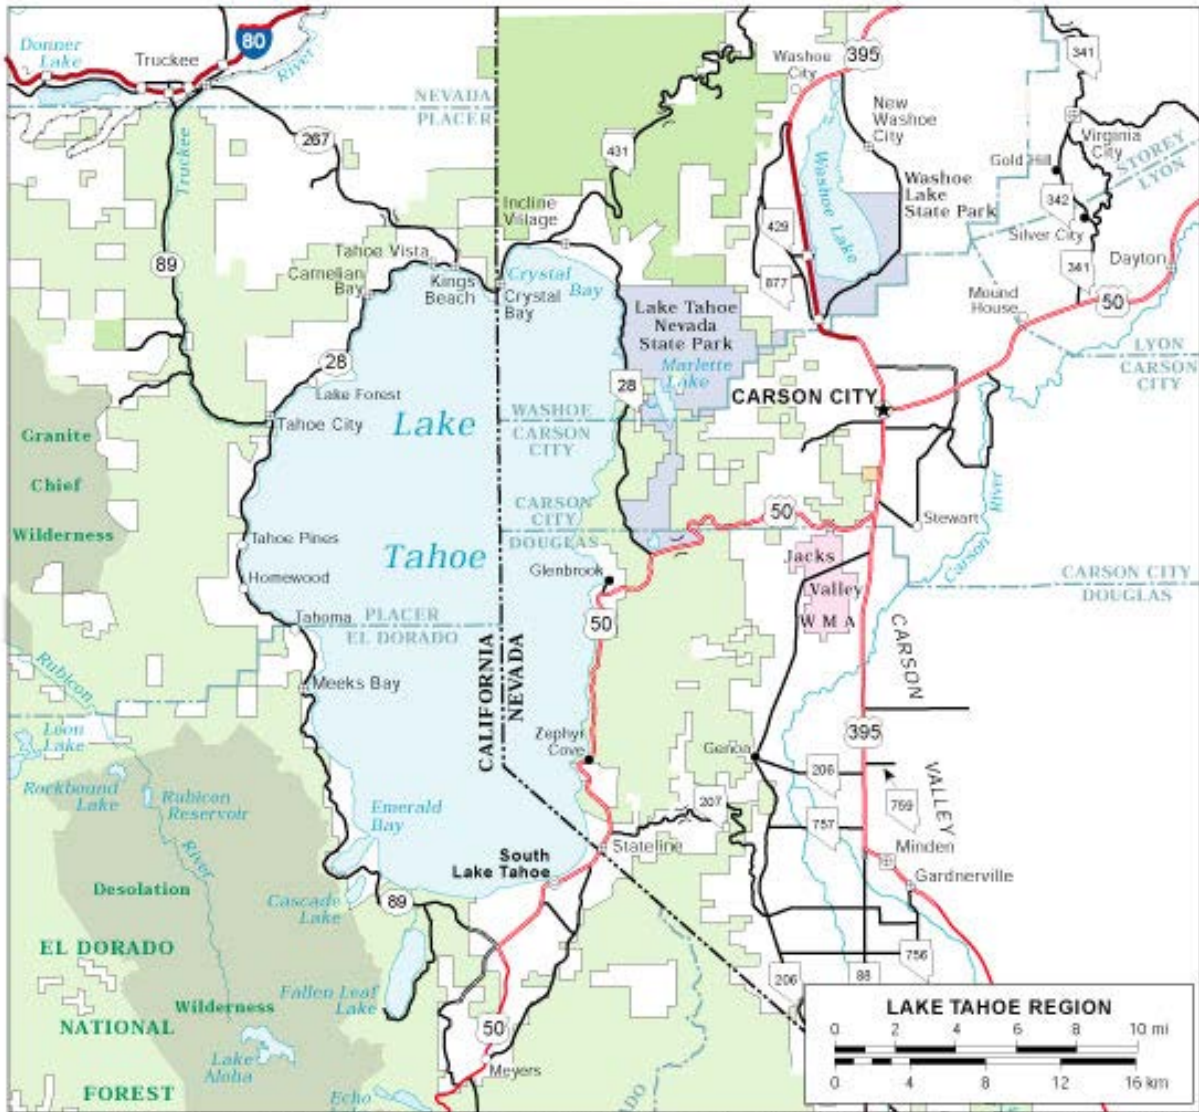 Donner
Lake
Truckee
80
River
NEVADA
PLACER
267
Truckee
89
431
Incline
Village
Tahoe Vista
Carnelian
Bay
Kings
Beach
Crystal
Bay
Crystal
Bay
28
Lake Forest
Tahoe City
Lake
Tahoe
WASHOE
CARSON
CITY
CARSON
CITY
DOUGLAS
Washoe
City
395
341
New
Washoe
City
Virginia
City
Gold Hill
STOREY
LYON
342
Silver City
341
Washoe Lake
Washoe
Lake
State Park
429
877
Dayton
Mound
House
50
LYON
CARSON
CITY
Lake Tahoe
Nevada
State Park
Marlette
Lake
28
CARSON CITY
Granite
Chief
Wilderness
Tahoe Pines
Homewood
Tahoma
PLACER
EL DORADO
Meeks Bay
Glenbrook
50
50
Stewart
Carson
River
Jacks
Valley
WMA
CARSON CITY
DOUGLAS
CARSON
VALLEY
CALIFORNIA
NEVADA
Zephyr
Cove
Genoa
395
206
759
757
207
Minden
Gardnerville
Stateline
South
Lake Tahoe
Rubicon
Loon
Lake
Rockbound
Lake
Rubicon
Reservoir
River
Emerald
Bay
Cascade
Lake
89
Desolation
EL DORADO
Wilderness
NATIONAL
FOREST
Fallen Leaf
Lake
Lake
Aloha
Echo
50
Meyers
756
206
88
LAKE TAHOE REGION
0 2 4 6 8 10 mi
0 4 8 12 16 km